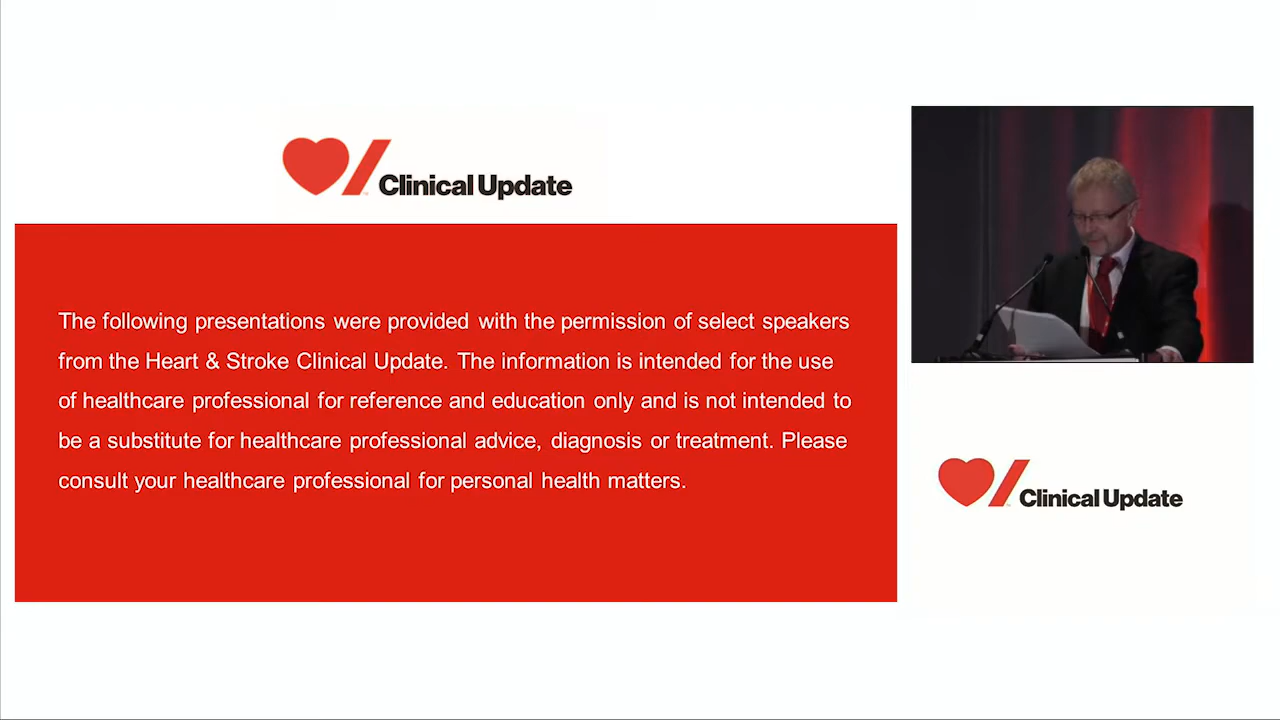 Clinical Update
The following presentations were provided with the permission of select speakers
from the Heart & Stroke Clinical Update. The information is intended for the use
of healthcare professional for reference and education only and is not intended to
be a substitute for healthcare professional advice, diagnosis or treatment. Please
consult your healthcare professional for personal health matters.
Clinical Update